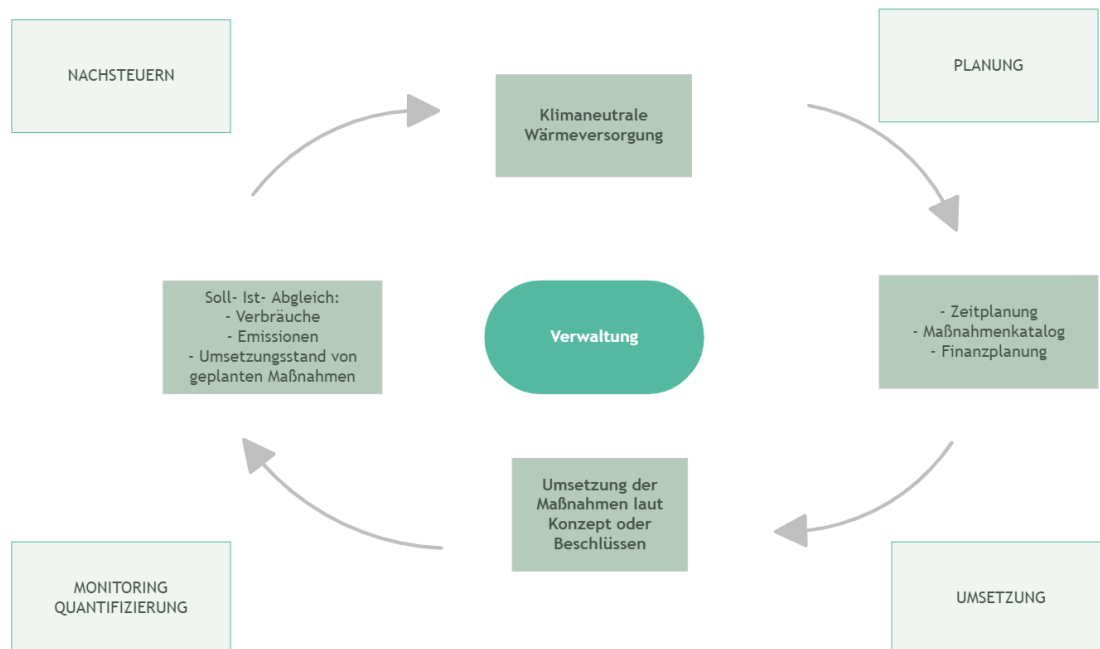 NACHSTEUERN
PLANUNG
Klimaneutrale
Wärmeversorgung
Soll- Ist- Abgleich:
- Verbräuche
- Emissionen
- Umsetzungsstand von
geplanten Maßnahmen
Verwaltung
- Zeitplanung
- Maßnahmenkatalog
- Finanzplanung
Umsetzung der
Maßnahmen laut
Konzept oder
Beschlüssen
MONITORING
QUANTIFIZIERUNG
UMSETZUNG